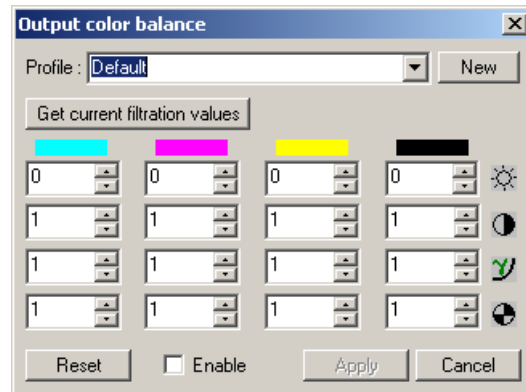 Output color balance
Profile : Default New
Get current filtration values
0 0 0 0
1 1 1 1
1 1 1 1
1 1 1 1
Reset Enable Apply Cancel